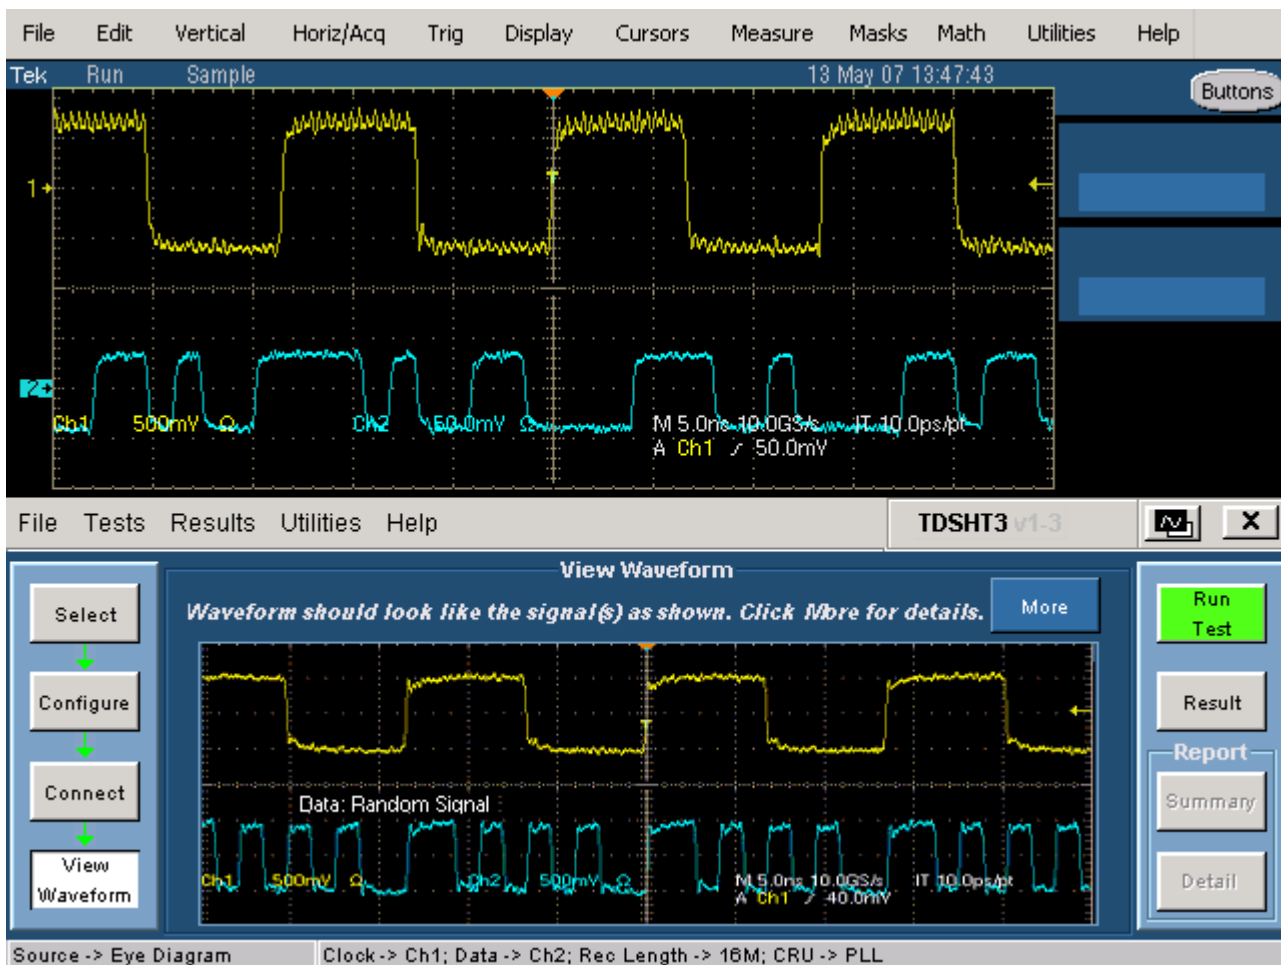 File Edit Vertical Horiz/Acq Trig Display Cursors Measure Masks Math Utilities Help
Tek Run Sample 13 May 07 13:47:43
Buttons
1
2
Ch1 500mV Ω Ch2 50.0mV Ω M 5.0ns 10.0GS/s IT 10.0ps/pt
A Ch1 50.0mV
File Tests Results Utilities Help TDSHT3 v1-3
View Waveform
Waveform should look like the signal(s) as shown. Click More for details.
More
Select
Configure
Connect
View
Waveform
Data: Random Signal
Ch1 500mV Ω Ch2 500mV Ω M 5.0ns 10.0GS/s IT 10.0ps/pt
A Ch1 40.0mV
Run
Test
Result
Report
Summary
Detail
Source -> Eye Diagram Clock -> Ch1; Data -> Ch2; Rec Length -> 16M; CRU -> PLL